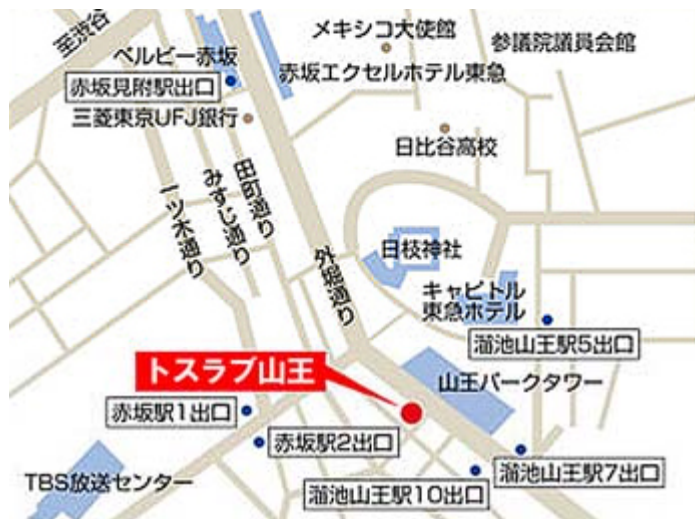 至渋谷
ベルビー赤坂
赤坂見附駅出口
三菱東京UFJ銀行
メキシコ大使館
赤坂エクセルホテル東急
参議院議員会館
日比谷高校
一ツ木通り
みすじ通り
田町通り
外堀通り
日枝神社
キャピトル
東急ホテル
溜池山王駅5出口
トスラブ山王
山王パークタワー
赤坂駅1出口
赤坂駅2出口
TBS放送センター
溜池山王駅7出口
溜池山王駅10出口